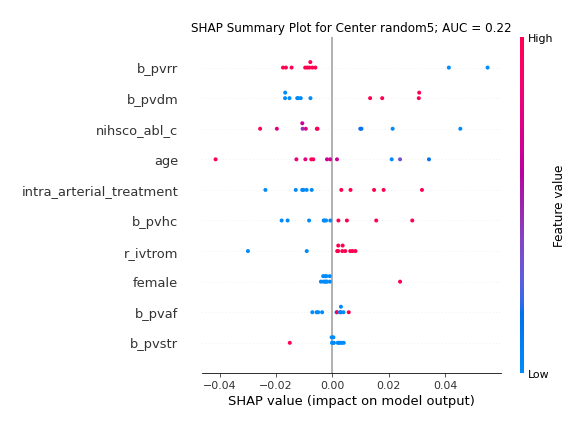 SHAP Summary Plot for Center random5; AUC = 0.22
High
b_pvrr
b_pvdm
nihsco_abl_c
age
intra_arterial_treatment
b_pvhc
r_ivtrom
female
b_pvaf
b_pvstr
Feature value
Low
−0.04 −0.02 0.00 0.02 0.04
SHAP value (impact on model output)